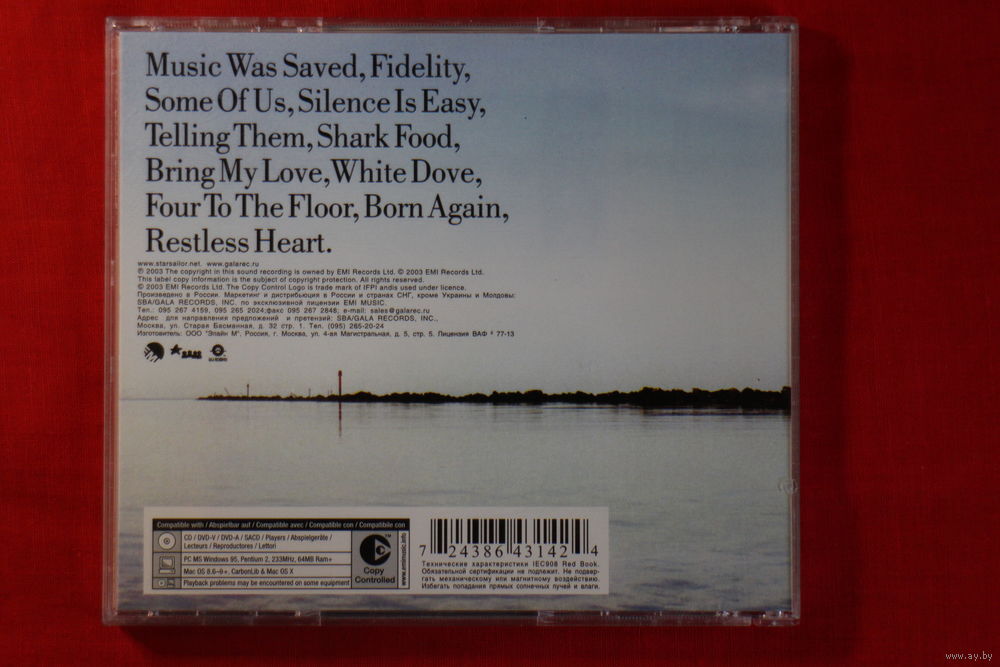 Music Was Saved, Fidelity,
Some Of Us, Silence Is Easy,
Telling Them, Shark Food,
Bring My Love, White Dove,
Four To The Floor, Born Again,
Restless Heart.
www.starsailor.net www.galarec.ru
℗ 2003 The copyright in this sound recording is owned by EMI Records Ltd. © 2003 EMI Records Ltd.
This label copy information is the subject of copyright protection. All rights reserved.
© 2003 EMI Records Ltd. The Copy Control Logo is trade mark of IFPI andis used under licence.
Произведено в России. Маркетинг и дистрибьюция в России и странах СНГ, кроме Украины и Молдовы:
SBA/GALA RECORDS, INC. по эксклюзивной лицензии EMI MUSIC.
Тел.: 095 267 4159, 095 265 2024;факс 095 267 2848; e-mail: sales@galarec.ru
Адрес для направления предложений и претензий: SBA/GALA RECORDS, INC.,
Москва, ул. Старая Басманная, д. 32 стр. 1. Тел. (095) 265-20-24
Изготовитель: ООО "Элайн М", Россия, г. Москва, ул. 4-ая Магистральная, д. 5, стр. 5. Лицензия ВАФ 77-13
Compatible with / Abspielbar auf / Compatible avec / Compatible con / Compatibile con
CD / DVD-V / DVD-A / SACD / Players / Abspielgeräte /
Lecteurs / Reproductores / Lettori
PC MS Windows 95, Pentium 2, 233MHz, 64MB Ram+
Mac OS 8.6-9+, CarbonLib & Mac OS X
Playback problems may be encountered on some equipment
Copy
Controlled
TM
www.emimusic.info
7 24386 43142 4
Технические характеристики IEC908 Red Book.
Обязательной сертификации не подлежит. Не подвер-
гать механическому или магнитному воздействию.
Избегать попадания прямых солнечных лучей и влаги.
www.ay.by